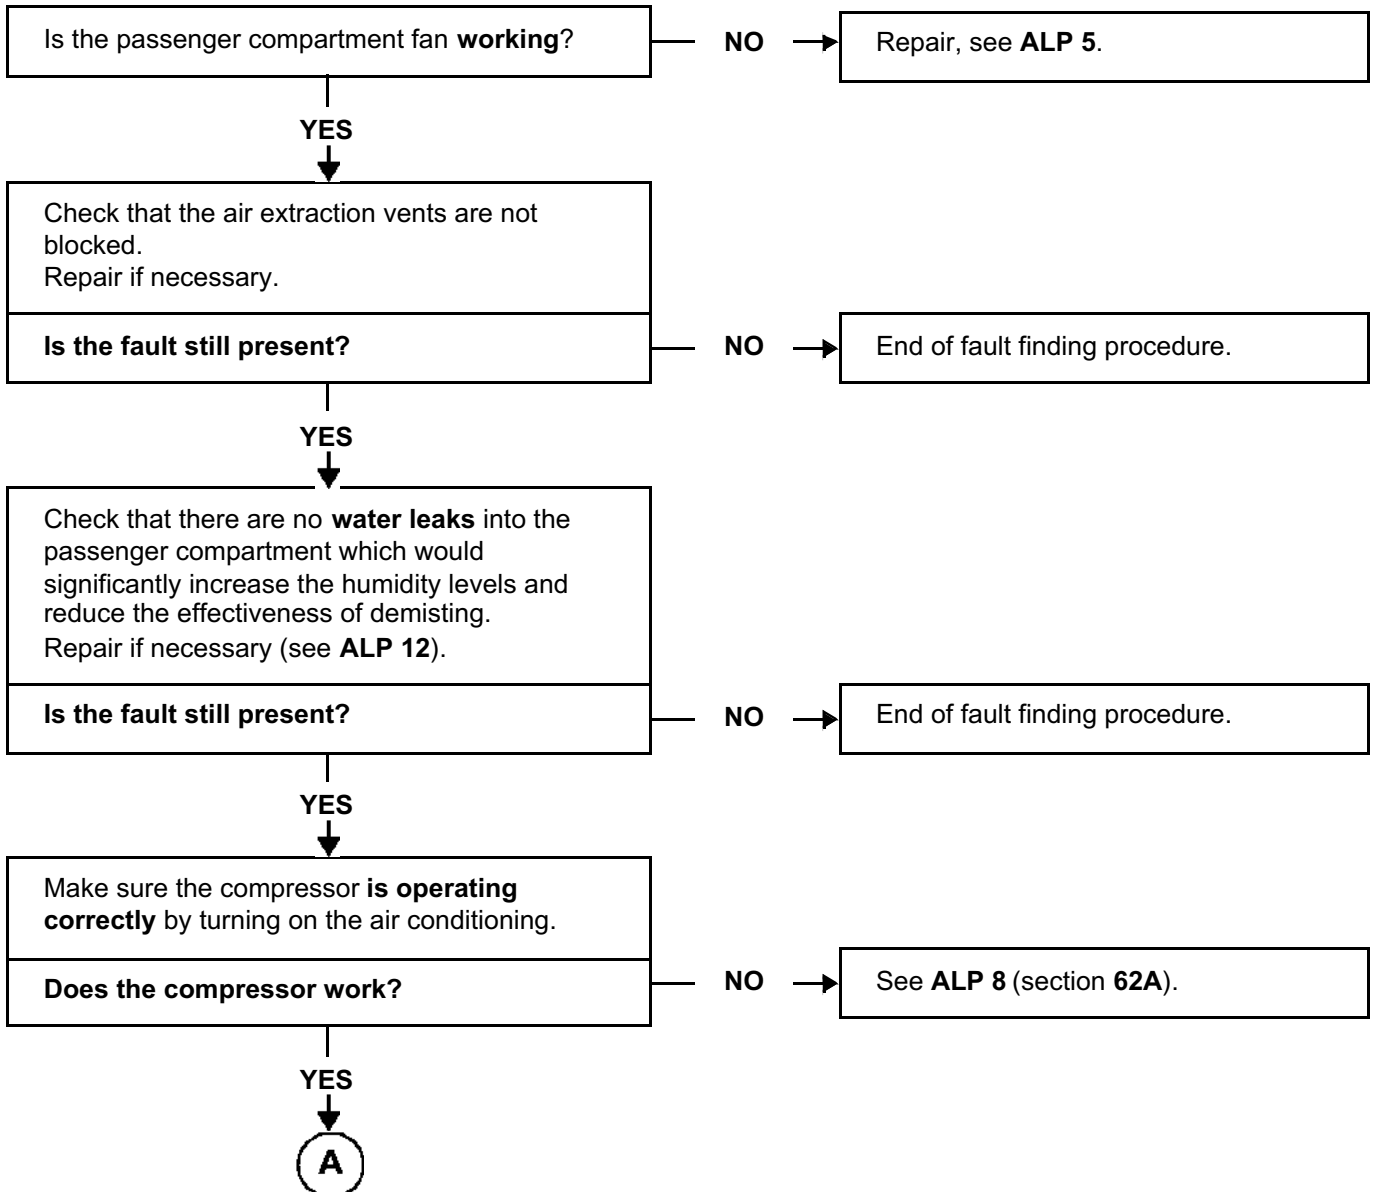 Is the passenger compartment fan working?
NO
Repair, see ALP 5.
YES
Check that the air extraction vents are not
blocked.
Repair if necessary.
Is the fault still present?
NO
End of fault finding procedure.
YES
Check that there are no water leaks into the
passenger compartment which would
significantly increase the humidity levels and
reduce the effectiveness of demisting.
Repair if necessary (see ALP 12).
Is the fault still present?
NO
End of fault finding procedure.
YES
Make sure the compressor is operating
correctly by turning on the air conditioning.
Does the compressor work?
NO
See ALP 8 (section 62A).
YES
A